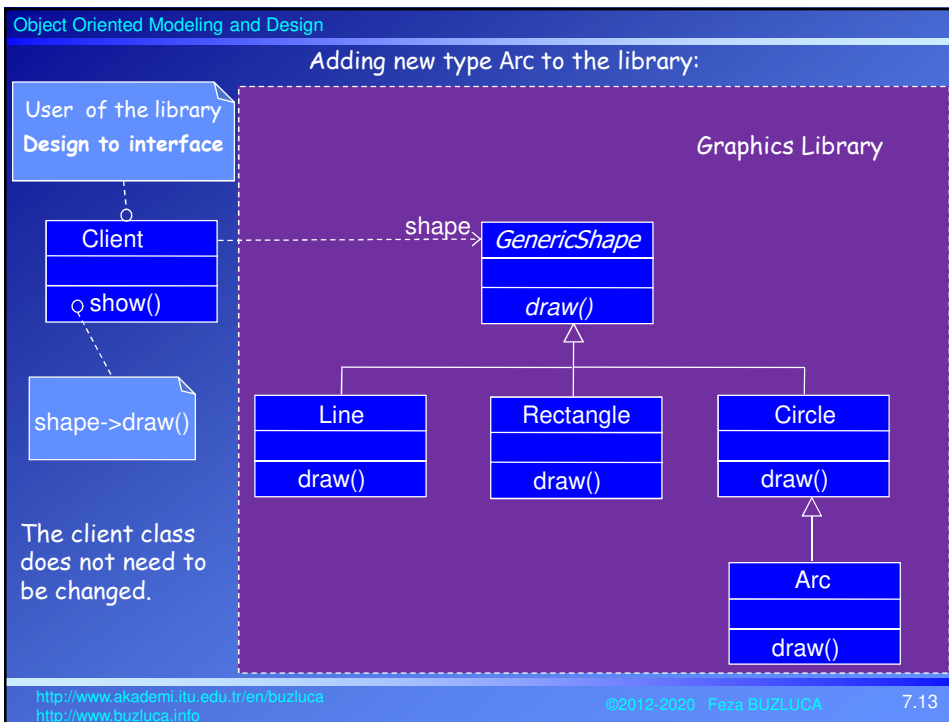 Object Oriented Modeling and Design
Adding new type Arc to the library:
User of the library
Design to interface
Graphics Library
Client
show()
shape
GenericShape
draw()
shape->draw()
Line
draw()
Rectangle
draw()
Circle
draw()
The client class
does not need to
be changed.
Arc
draw()
http://www.akademi.itu.edu.tr/en/buzluca
http://www.buzluca.info
©2012-2020 Feza BUZLUCA
7.13